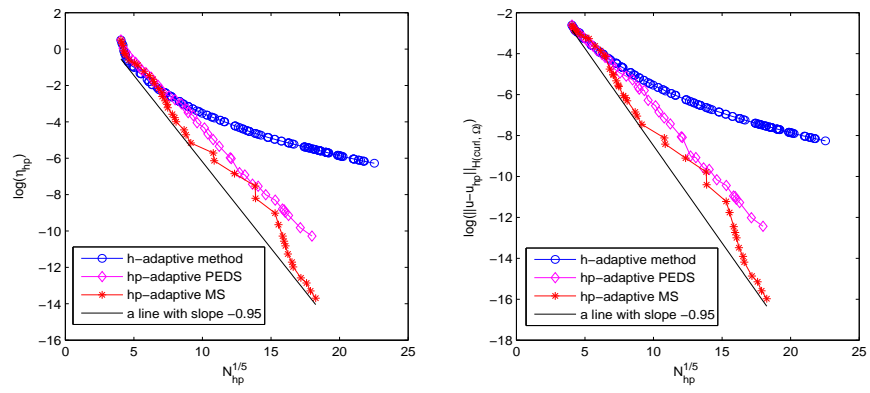 2
0
−2
−4
−6
−8
−10
−12
−14
−16
0 5 10 15 20 25
log(η_hp)
N_hp^1/5
h−adaptive method
hp−adaptive PEDS
hp−adaptive MS
a line with slope −0.95
−2
−4
−6
−8
−10
−12
−14
−16
−18
0 5 10 15 20 25
log(||u−u_hp||_H(curl, Ω))
N_hp^1/5
h−adaptive method
hp−adaptive PEDS
hp−adaptive MS
a line with slope −0.95